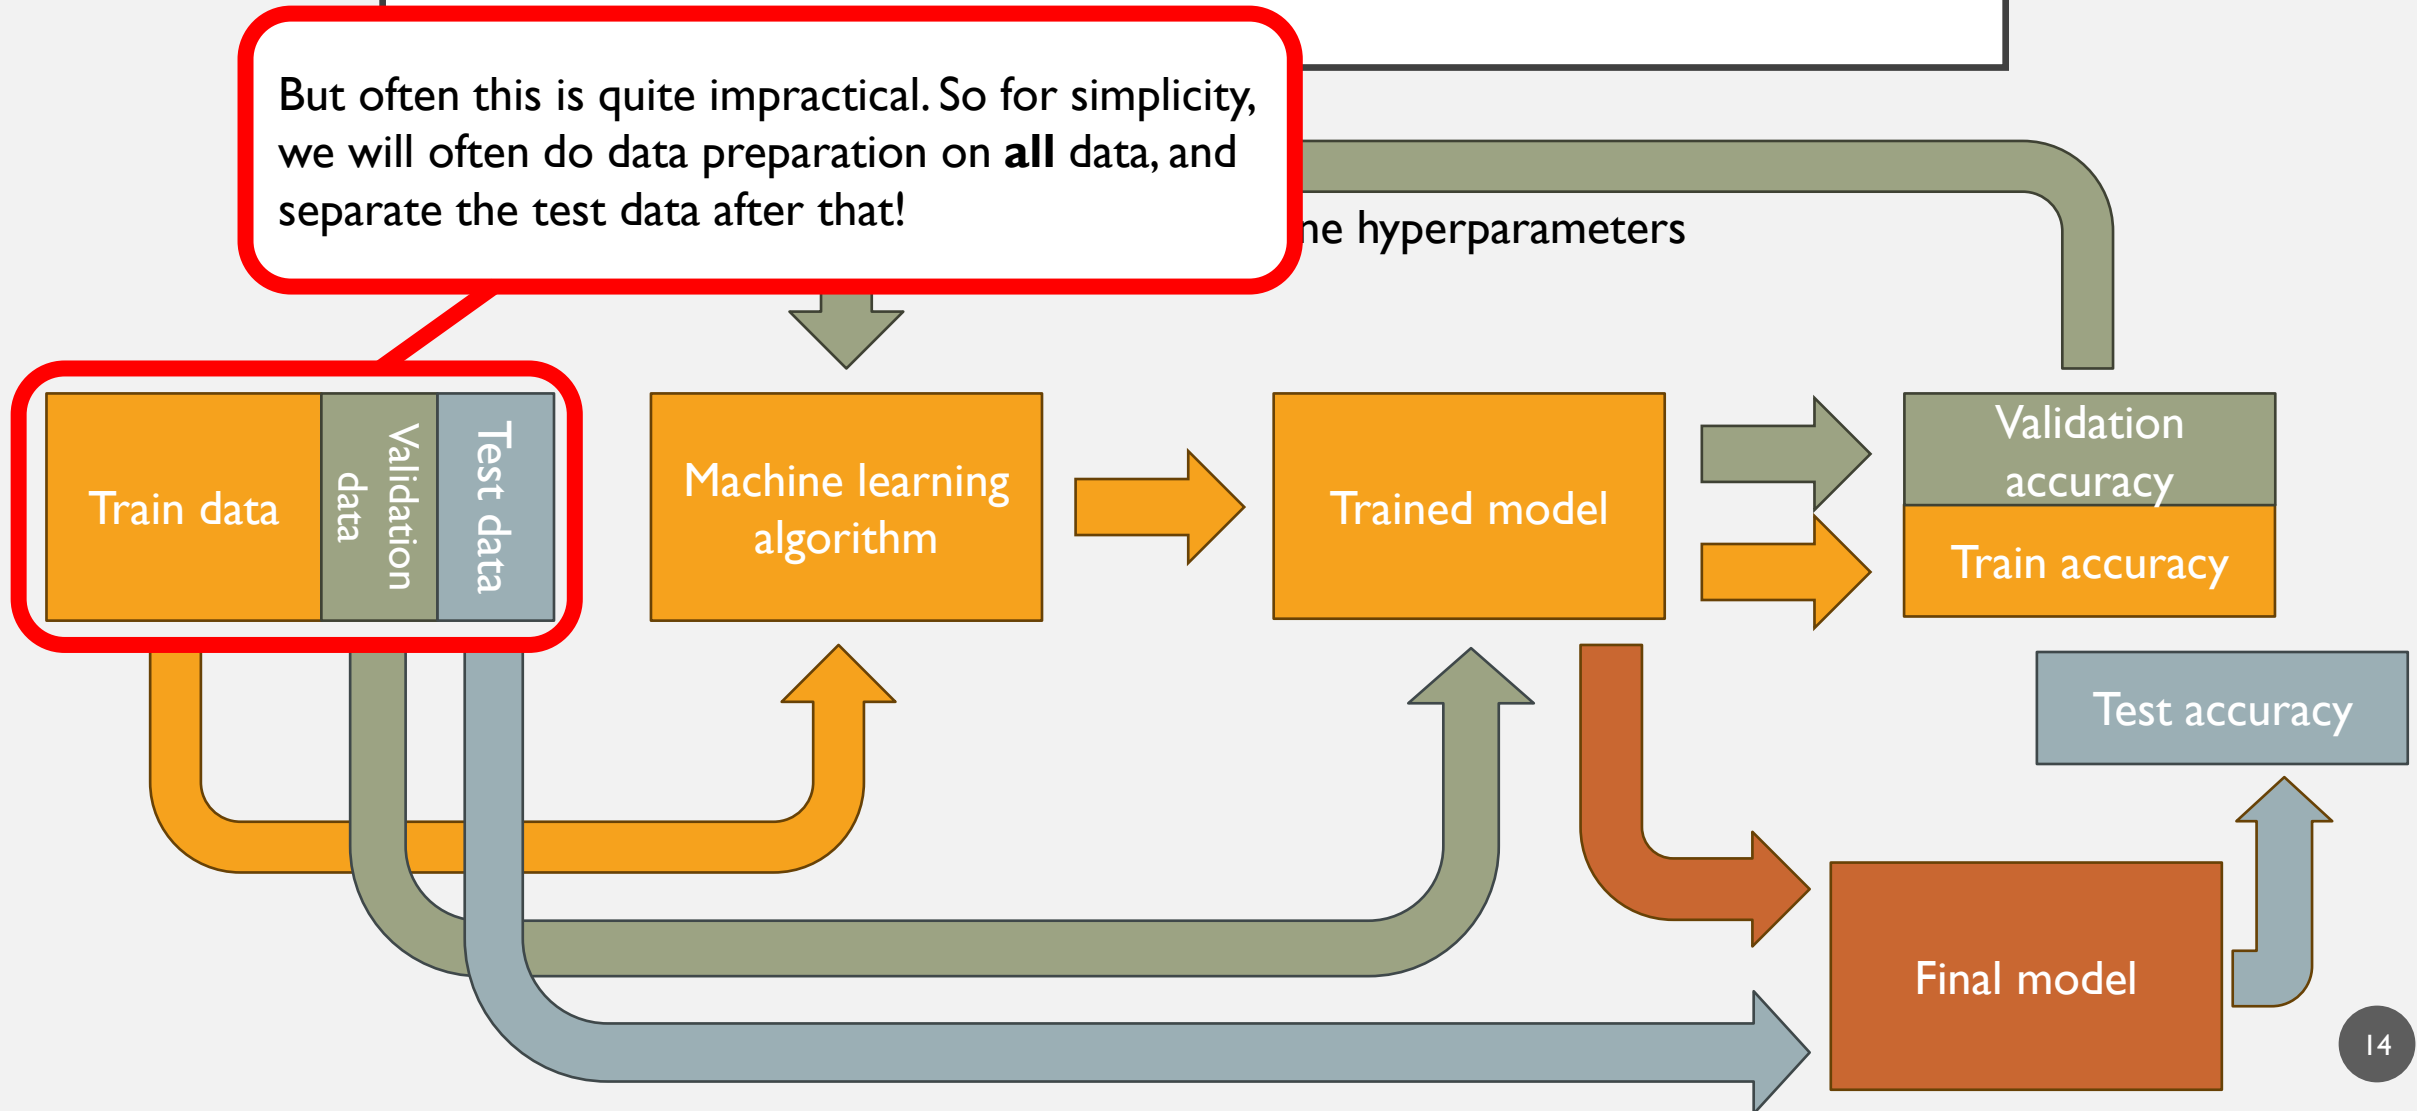 But often this is quite impractical. So for simplicity,
we will often do data preparation on all data, and
separate the test data after that!
hyperparameters
Train data
Validation
data
Test data
Machine learning
algorithm
Trained model
Validation
accuracy
Train accuracy
Test accuracy
Final model
14